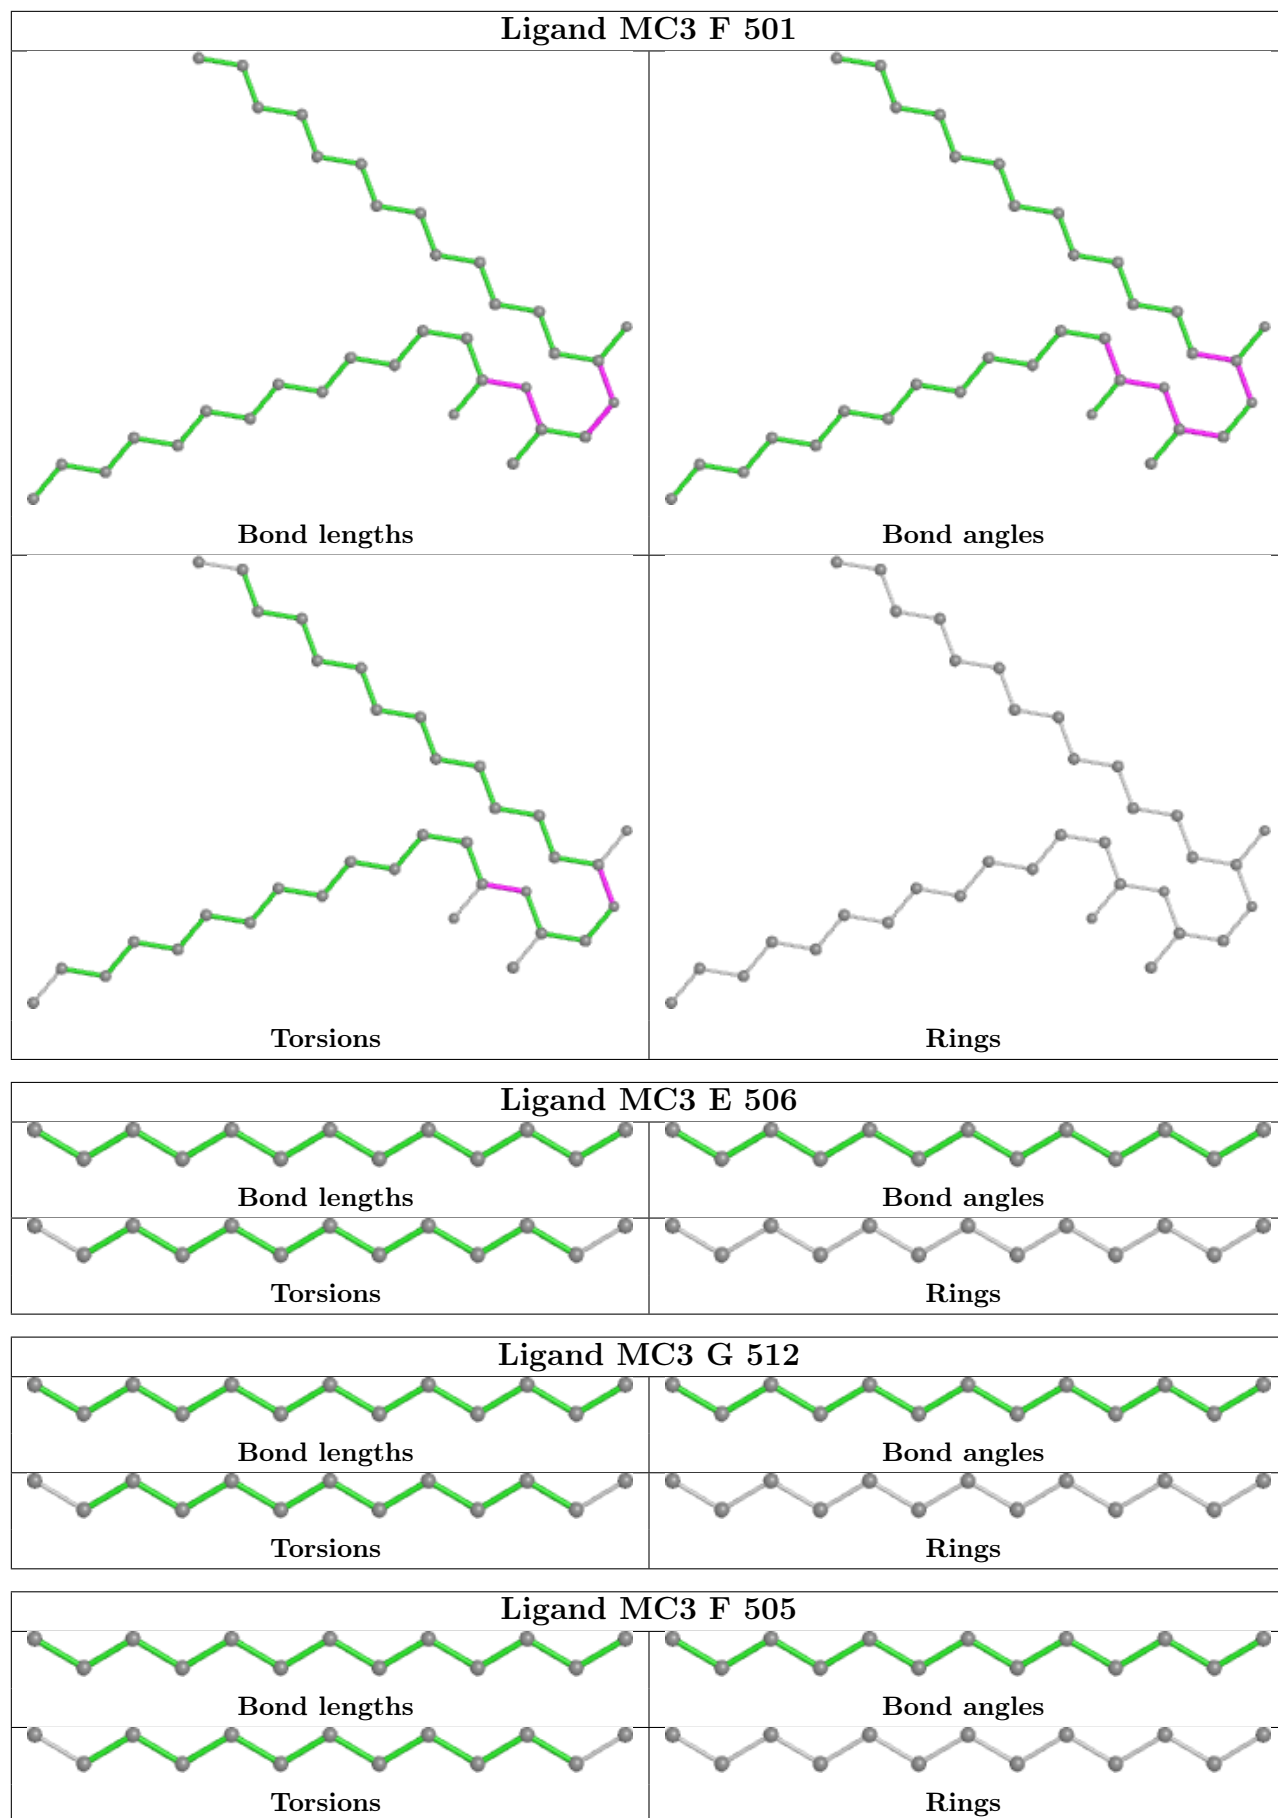 Ligand MC3 F 501
Bond lengths
Bond angles
Torsions
Rings
Ligand MC3 E 506
Bond lengths
Bond angles
Torsions
Rings
Ligand MC3 G 512
Bond lengths
Bond angles
Torsions
Rings
Ligand MC3 F 505
Bond lengths
Bond angles
Torsions
Rings